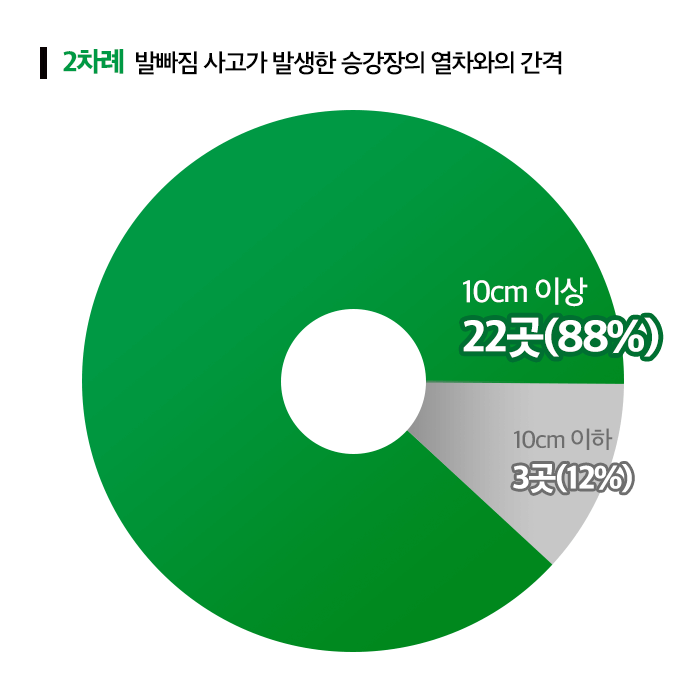 2차례 발빠짐 사고가 발생한 승강장의 열차와의 간격
10cm 이상
22곳(88%)
10cm 이하
3곳(12%)